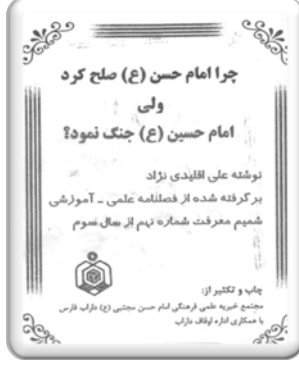 چرا امام حسن (ع) صلح کرد
ولی
امام حسین (ع) جنگ نمود؟
نوشته علی اقلیدی نژاد
برگرفته شده از فصلنامه علمی ـ آموزشی
شمیم معرفت شماره نهم از سال سوم
چاپ و تکثیر از:
مجتمع خیریه علمی فرهنگی امام حسن مجتبی (ع) داراب فارس
با همکاری اداره اوقاف داراب